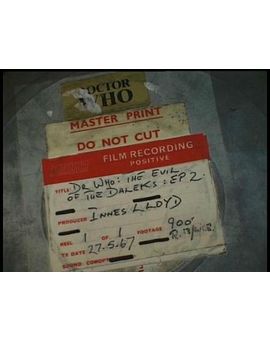 DOCTOR
WHO
MASTER PRINT
DO NOT CUT
FILM RECORDING
POSITIVE
TITLE DR WHO: THE EVIL
OF THE DALEKS: EP 2.
PRODUCER INNES LLOYD
REEL 1 OF 1 FOOTAGE 900'
TX DATE 27.5.67
SOUND